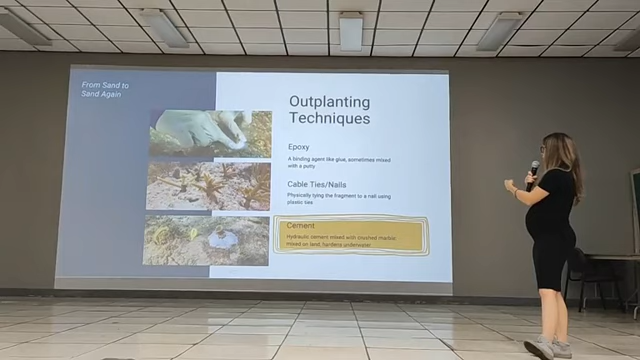 From Sand to
Sand Again
Outplanting
Techniques
Epoxy
A binding agent like glue, sometimes mixed
with a putty
Cable Ties/Nails
Physically tying the fragment to a nail using
plastic ties
Cement
Hydraulic cement mixed with crushed marble
mixed on land, hardens underwater